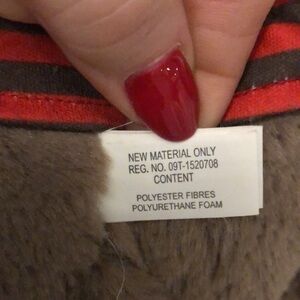 NEW MATERIAL ONLY
REG. NO. 09T-1520708
CONTENT
POLYESTER FIBRES
POLYURETHANE FOAM